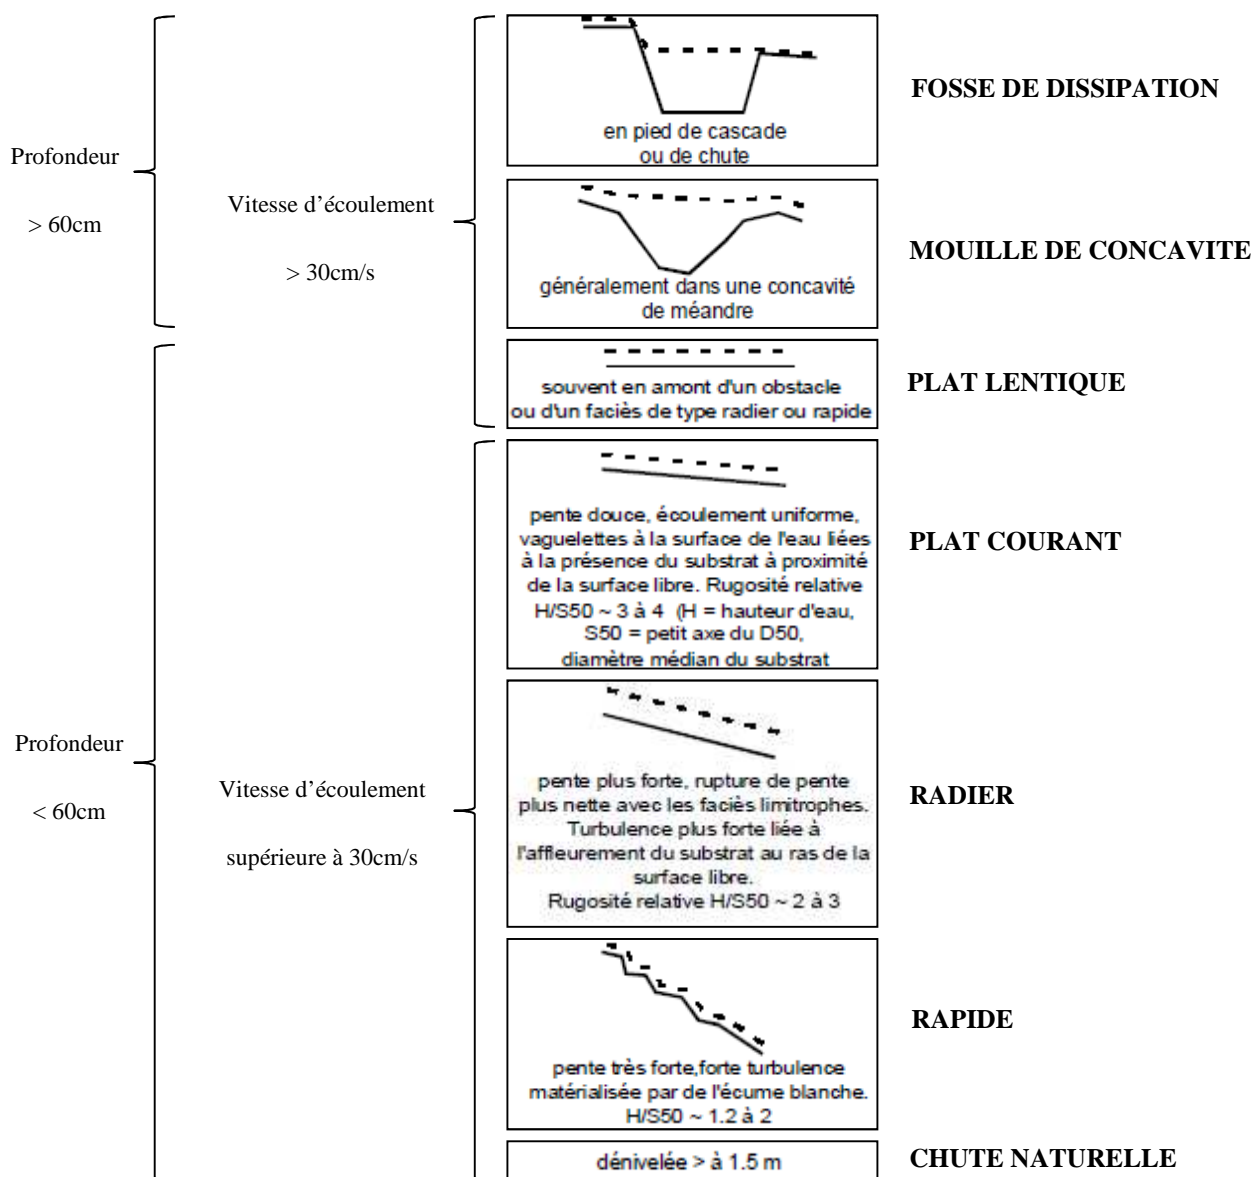 Profondeur
> 60cm
Vitesse d’écoulement
> 30cm/s
en pied de cascade
ou de chute
FOSSE DE DISSIPATION
généralement dans une concavité
de méandre
MOUILLE DE CONCAVITE
souvent en amont d'un obstacle
ou d'un faciès de type radier ou rapide
PLAT LENTIQUE
Profondeur
< 60cm
Vitesse d’écoulement
supérieure à 30cm/s
pente douce, écoulement uniforme,
vaguelettes à la surface de l'eau liées
à la présence du substrat à proximité
de la surface libre. Rugosité relative
H/S50 ~ 3 à 4 (H = hauteur d'eau,
S50 = petit axe du D50,
diamètre médian du substrat
PLAT COURANT
pente plus forte, rupture de pente
plus nette avec les faciès limitrophes.
Turbulence plus forte liée à
l'affleurement du substrat au ras de la
surface libre.
Rugosité relative H/S50 ~ 2 à 3
RADIER
pente très forte,forte turbulence
matérialisée par de l'écume blanche.
H/S50 ~ 1.2 à 2
RAPIDE
dénivelée > à 1.5 m
CHUTE NATURELLE